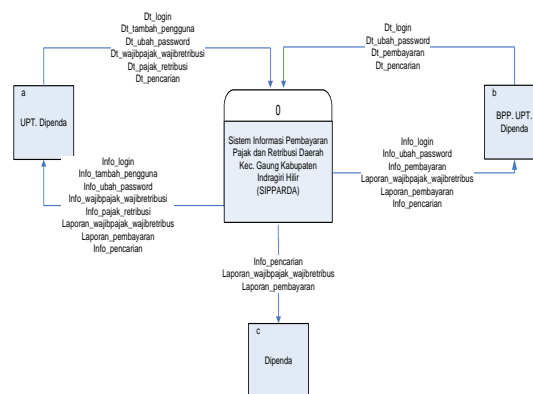 Dt_login
Dt_tambah_pengguna
Dt_ubah_password
Dt_wajibpajak_wajibretribusi
Dt_pajak_retribusi
Dt_pencarian
Dt_login
Dt_ubah_password
Dt_pembayaran
Dt_pencarian
a
UPT. Dipenda
0
Sistem Informasi Pembayaran
Pajak dan Retribusi Daerah
Kec. Gaung Kabupaten
Indragiri Hilir
(SIPPARDA)
b
BPP. UPT.
Dipenda
Info_login
Info_tambah_pengguna
Info_ubah_password
Info_wajibpajak_wajibretribusi
Info_pajak_retribusi
Laporan_wajibpajak_wajibretribus
Laporan_pembayaran
Info_pencarian
Info_login
Info_ubah_password
Info_pembayaran
Laporan_wajibpajak_wajibretribusi
Laporan_pembayaran
Info_pencarian
Info_pencarian
Laporan_wajibpajak_wajibretribus
Laporan_pembayaran
c
Dipenda